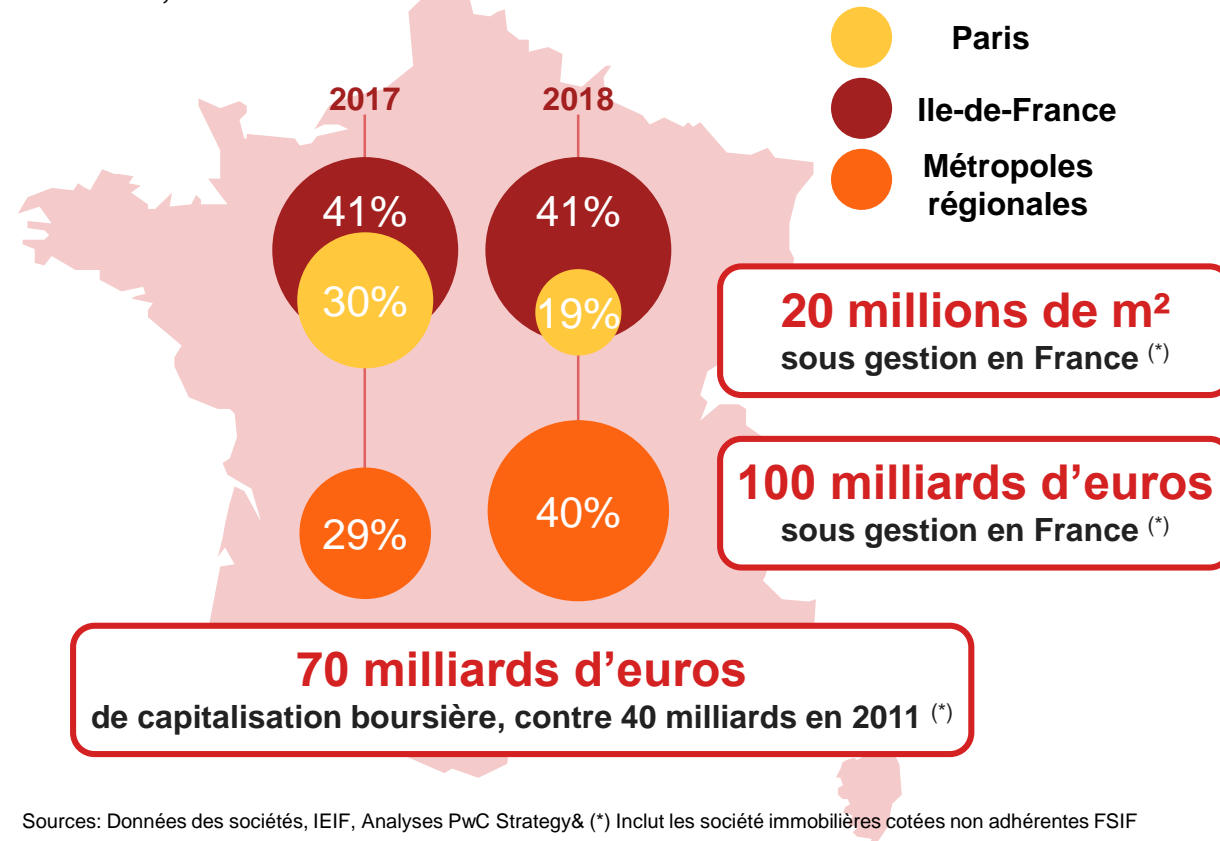 Paris
Ile-de-France
Métropoles
régionales
2017
2018
41%
41%
30%
19%
29%
40%
20 millions de m²
sous gestion en France (*)
100 milliards d’euros
sous gestion en France (*)
70 milliards d’euros
de capitalisation boursière, contre 40 milliards en 2011 (*)
Sources: Données des sociétés, IEIF, Analyses PwC Strategy& (*) Inclut les société immobilières cotées non adhérentes FSIF